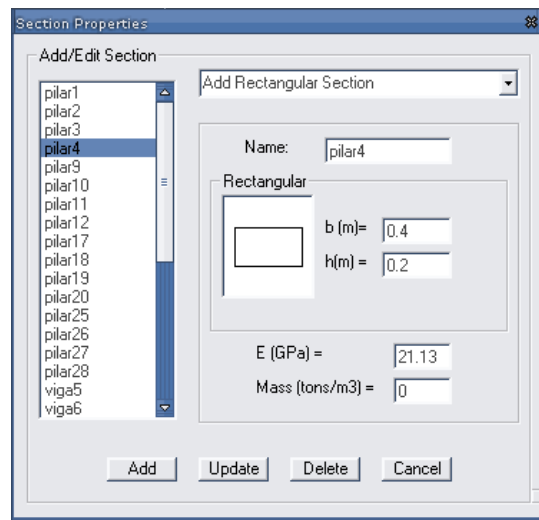 Section Properties
Add/Edit Section
pilar1
pilar2
pilar3
pilar4
pilar9
pilar10
pilar11
pilar12
pilar17
pilar18
pilar19
pilar20
pilar25
pilar26
pilar27
pilar28
viga5
viga6
Add Rectangular Section
Name: pilar4
Rectangular
b (m)= 0.4
h(m) = 0.2
E (GPa) = 21.13
Mass (tons/m3) = 0
Add Update Delete Cancel